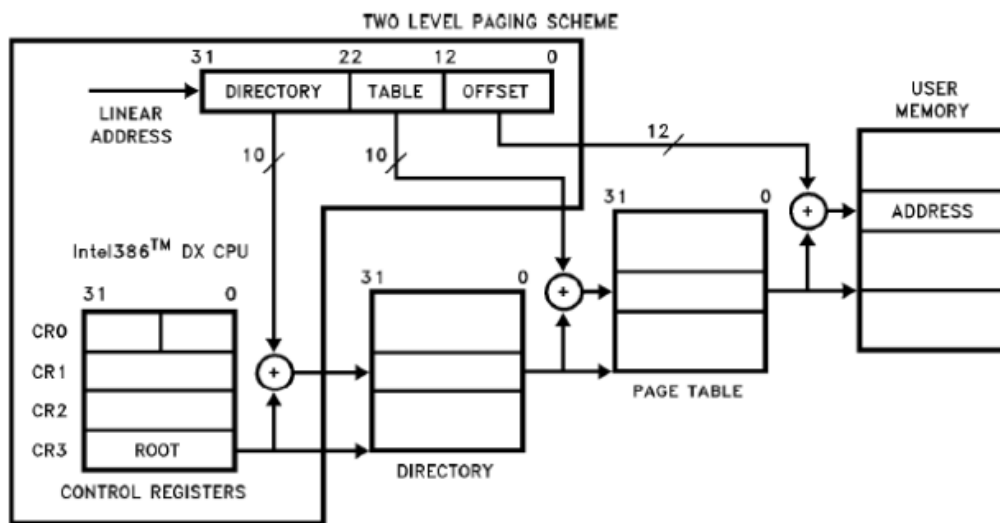 TWO LEVEL PAGING SCHEME
31 22 12 0
DIRECTORY TABLE OFFSET
LINEAR
ADDRESS
USER
MEMORY
10 10 12
31 0
ADDRESS
Intel386™ DX CPU
31 0
31 0
CR0
CR1
CR2
CR3 ROOT
PAGE TABLE
DIRECTORY
CONTROL REGISTERS
+
+
+